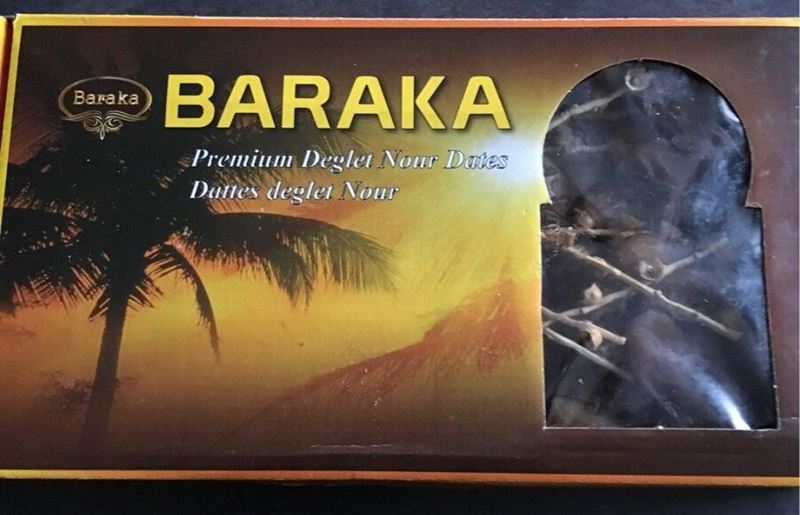 Baraka
BARAKA
Premium Deglet Nour Dates
Dattes deglet Nour